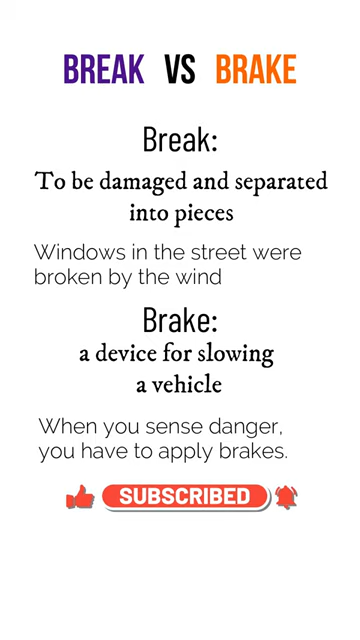 BREAK VS BRAKE
Break:
To be damaged and separated
into pieces
Windows in the street were
broken by the wind
Brake:
a device for slowing
a vehicle
When you sense danger,
you have to apply brakes.
SUBSCRIBED